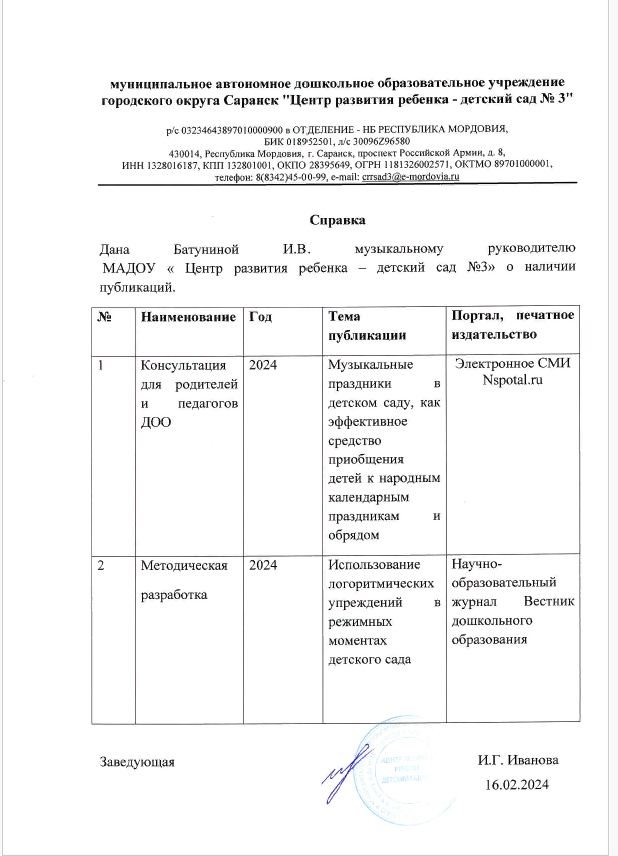 муниципальное автономное дошкольное образовательное учреждение
городского округа Саранск "Центр развития ребенка - детский сад № 3"
р/с 03234643897010000900 в ОТДЕЛЕНИЕ - НБ РЕСПУБЛИКА МОРДОВИЯ,
БИК 018952501, л/с 30096Z96580
430014, Республика Мордовия, г. Саранск, проспект Российской Армии, д. 8,
ИНН 1328016187, КПП 132801001, ОКПО 28395649, ОГРН 1181326002571, ОКТМО 89701000001,
телефон: 8(8342)45-00-99, e-mail: crrsad3@e-mordovia.ru
Справка
Дана Батуниной И.В. музыкальному руководителю
МАДОУ « Центр развития ребенка – детский сад №3» о наличии
публикаций.
№ Наименование Год Тема публикации Портал, печатное издательство
1 Консультация 2024 Музыкальные Электронное СМИ
для родителей праздники в Nspotal.ru
и педагогов детском саду, как
ДОО эффективное
средство
приобщения
детей к народным
календарным
праздникам и
обрядом
2 Методическая 2024 Использование Научно-
разработка логоритмических образовательный
упреждений в журнал Вестник
режимных дошкольного
моментах образования
детского сада
Заведующая И.Г. Иванова
16.02.2024